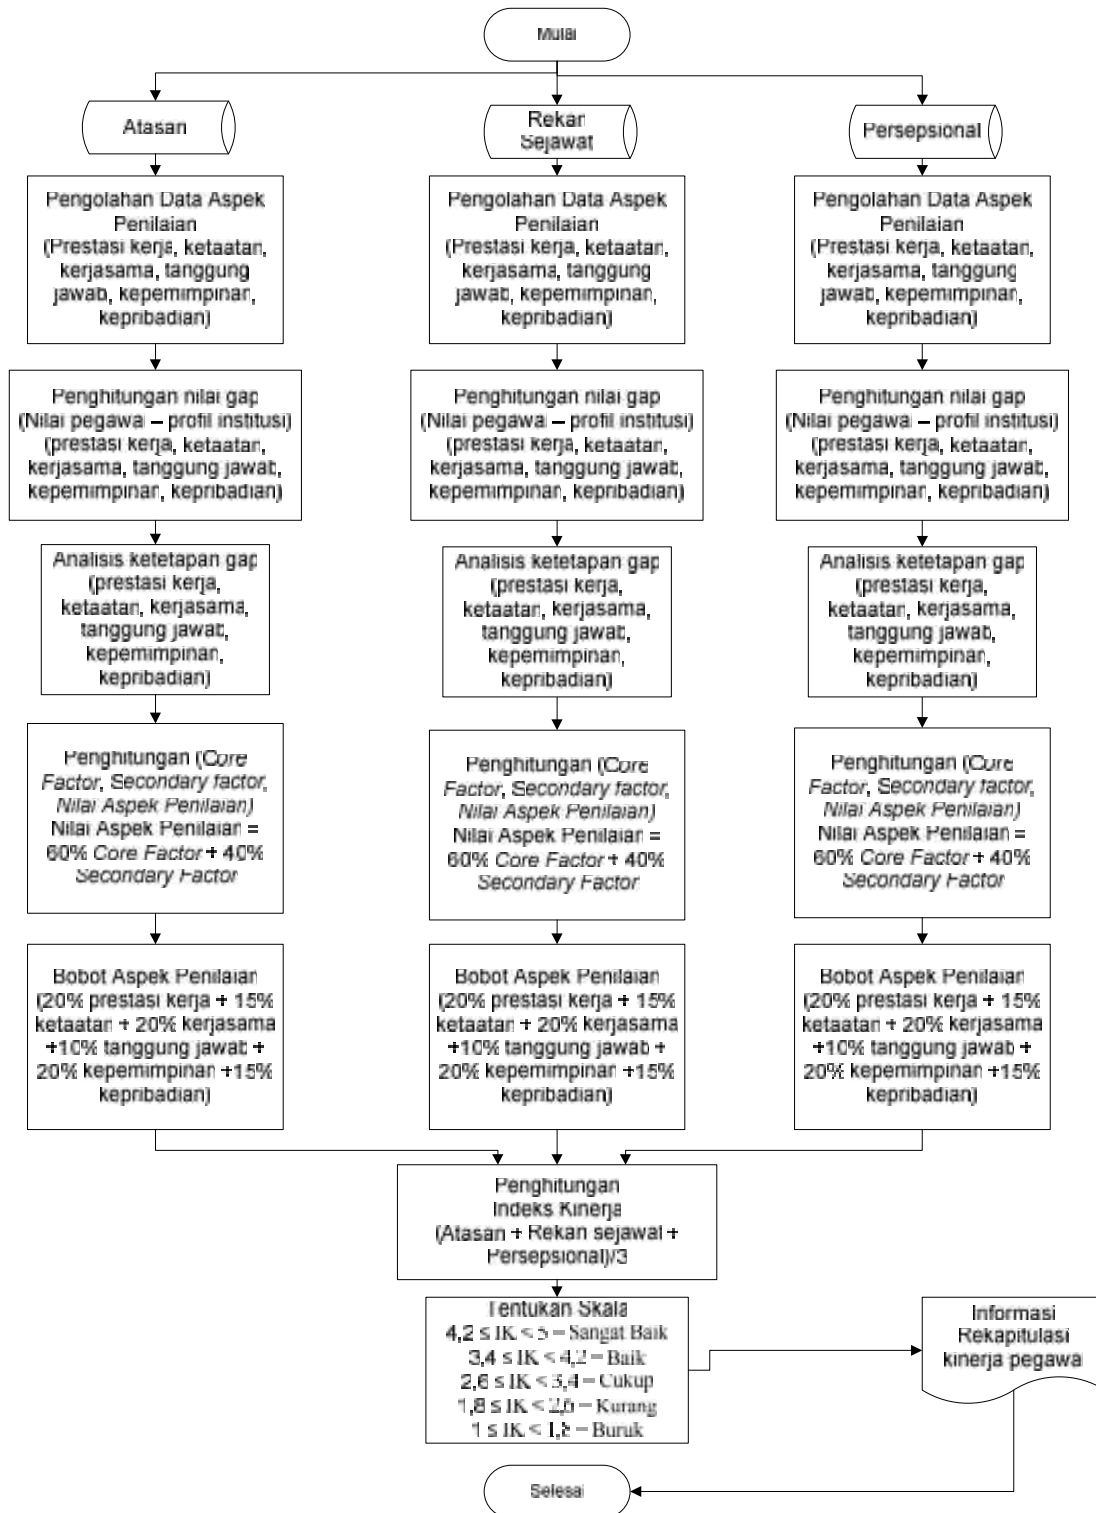 Mulai
Atasan
Rekan
Sejawat
Persepsional
Pengolahan Data Aspek
Penilaian
(Prestasi kerja, ketaatan,
kerjasama, tanggung
jawab, kepemimpinan,
kepribadian)
Pengolahan Data Aspek
Penilaian
(Prestasi kerja, ketaatan,
kerjasama, tanggung
jawab, kepemimpinan,
kepribadian)
Pengolahan Data Aspek
Penilaian
(Prestasi kerja, ketaatan,
kerjasama, tanggung
jawab, kepemimpinan,
kepribadian)
Penghitungan nilai gap
(Nilai pegawai – profil institusi)
(prestasi kerja, ketaatan,
kerjasama, tanggung jawab,
kepemimpinan, kepribadian)
Penghitungan nilai gap
(Nilai pegawai – profil institusi)
(prestasi kerja, ketaatan,
kerjasama, tanggung jawab,
kepemimpinan, kepribadian)
Penghitungan nilai gap
(Nilai pegawai – profil institusi)
(prestasi kerja, ketaatan,
kerjasama, tanggung jawab,
kepemimpinan, kepribadian)
Analisis ketetapan gap
(prestasi kerja,
ketaatan, kerjasama,
tanggung jawab,
kepemimpinan,
kepribadian)
Analisis ketetapan gap
(prestasi kerja,
ketaatan, kerjasama,
tanggung jawab,
kepemimpinan,
kepribadian)
Analisis ketetapan gap
(prestasi kerja,
ketaatan, kerjasama,
tanggung jawab,
kepemimpinan,
kepribadian)
Penghitungan (Core
Factor, Secondary factor,
Nilai Aspek Penilaian)
Nilai Aspek Penilaian =
60% Core Factor + 40%
Secondary Factor
Penghitungan (Core
Factor, Secondary factor,
Nilai Aspek Penilaian)
Nilai Aspek Penilaian =
60% Core Factor + 40%
Secondary Factor
Penghitungan (Core
Factor, Secondary factor,
Nilai Aspek Penilaian)
Nilai Aspek Penilaian =
60% Core Factor + 40%
Secondary Factor
Bobot Aspek Penilaian
(20% prestasi kerja + 15%
ketaatan + 20% kerjasama
+10% tanggung jawab +
20% kepemimpinan +15%
kepribadian)
Bobot Aspek Penilaian
(20% prestasi kerja + 15%
ketaatan + 20% kerjasama
+10% tanggung jawab +
20% kepemimpinan +15%
kepribadian)
Bobot Aspek Penilaian
(20% prestasi kerja + 15%
ketaatan + 20% kerjasama
+10% tanggung jawab +
20% kepemimpinan +15%
kepribadian)
Penghitungan
Indeks Kinerja
(Atasan + Rekan sejawat +
Persepsional)/3
Tentukan Skala
4,2 ≤ IK < 5 = Sangat Baik
3,4 ≤ IK < 4,2 = Baik
2,6 ≤ IK < 3,4 = Cukup
1,8 ≤ IK < 2,6 = Kurang
1 ≤ IK < 1,8 = Buruk
Informasi
Rekapitulasi
kinerja pegawai
Selesai